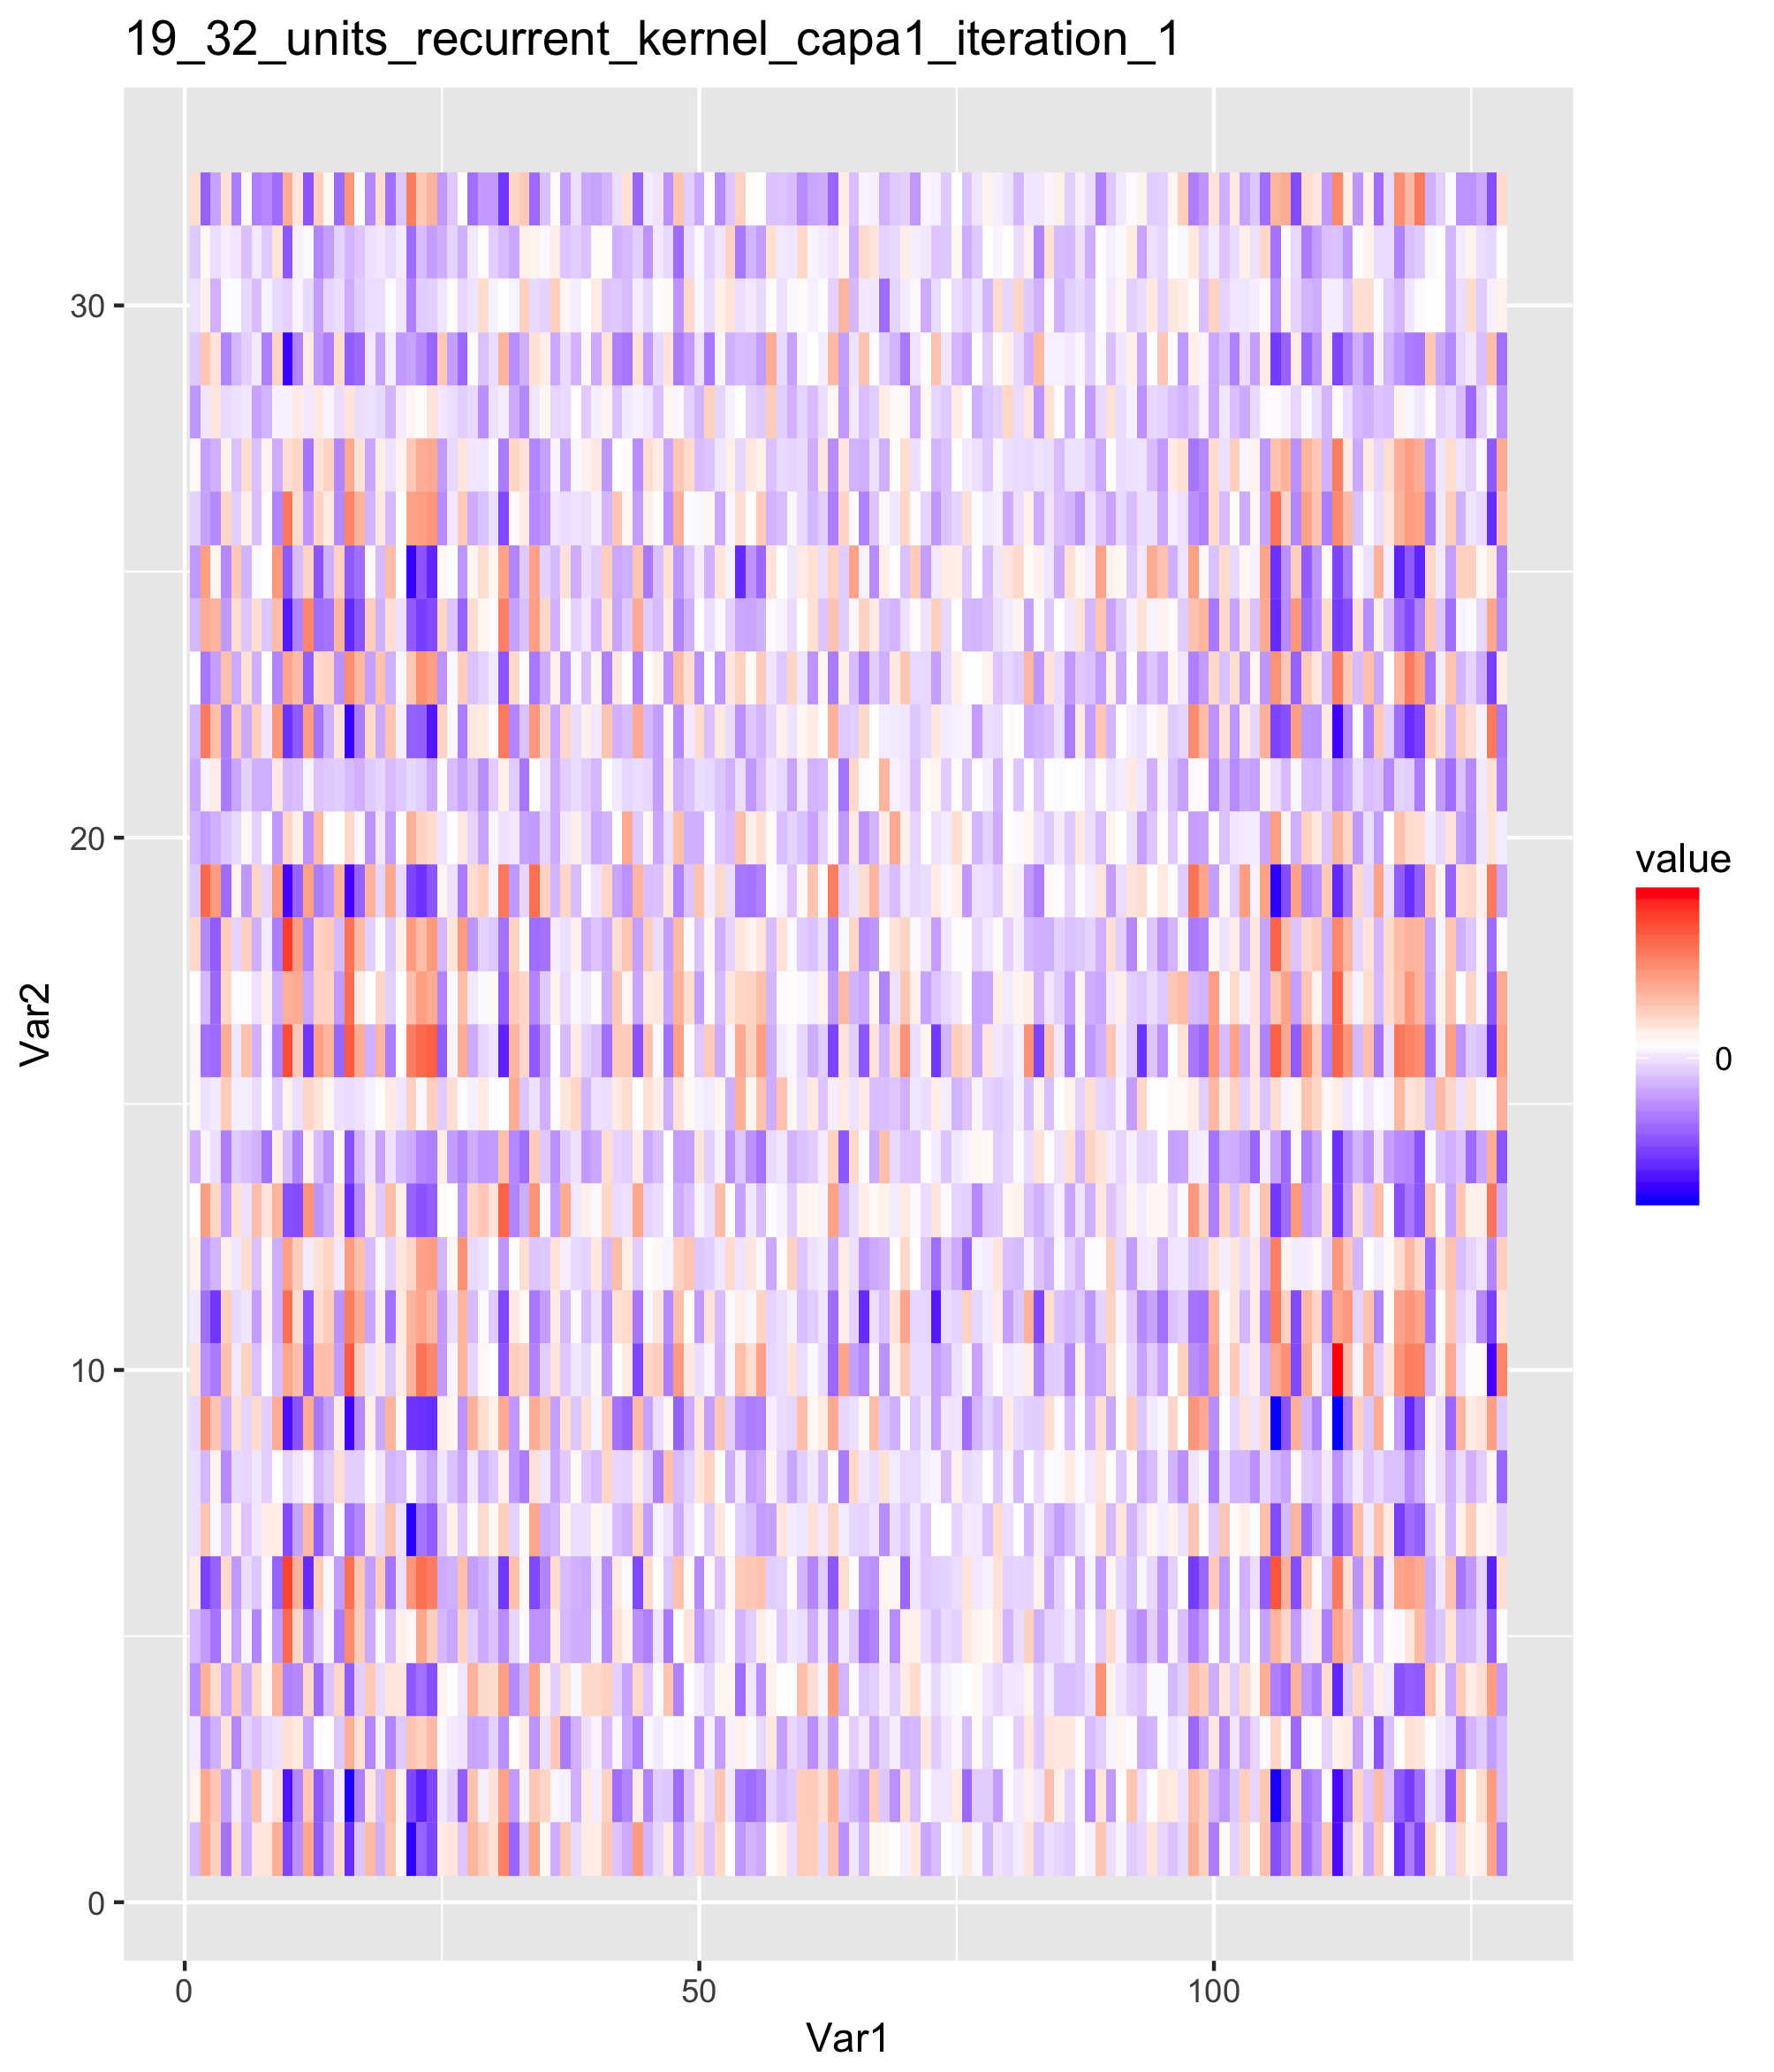 19_32_units_recurrent_kernel_capa1_iteration_1
30
20
10
0
Var2
0
50
100
Var1
value
0